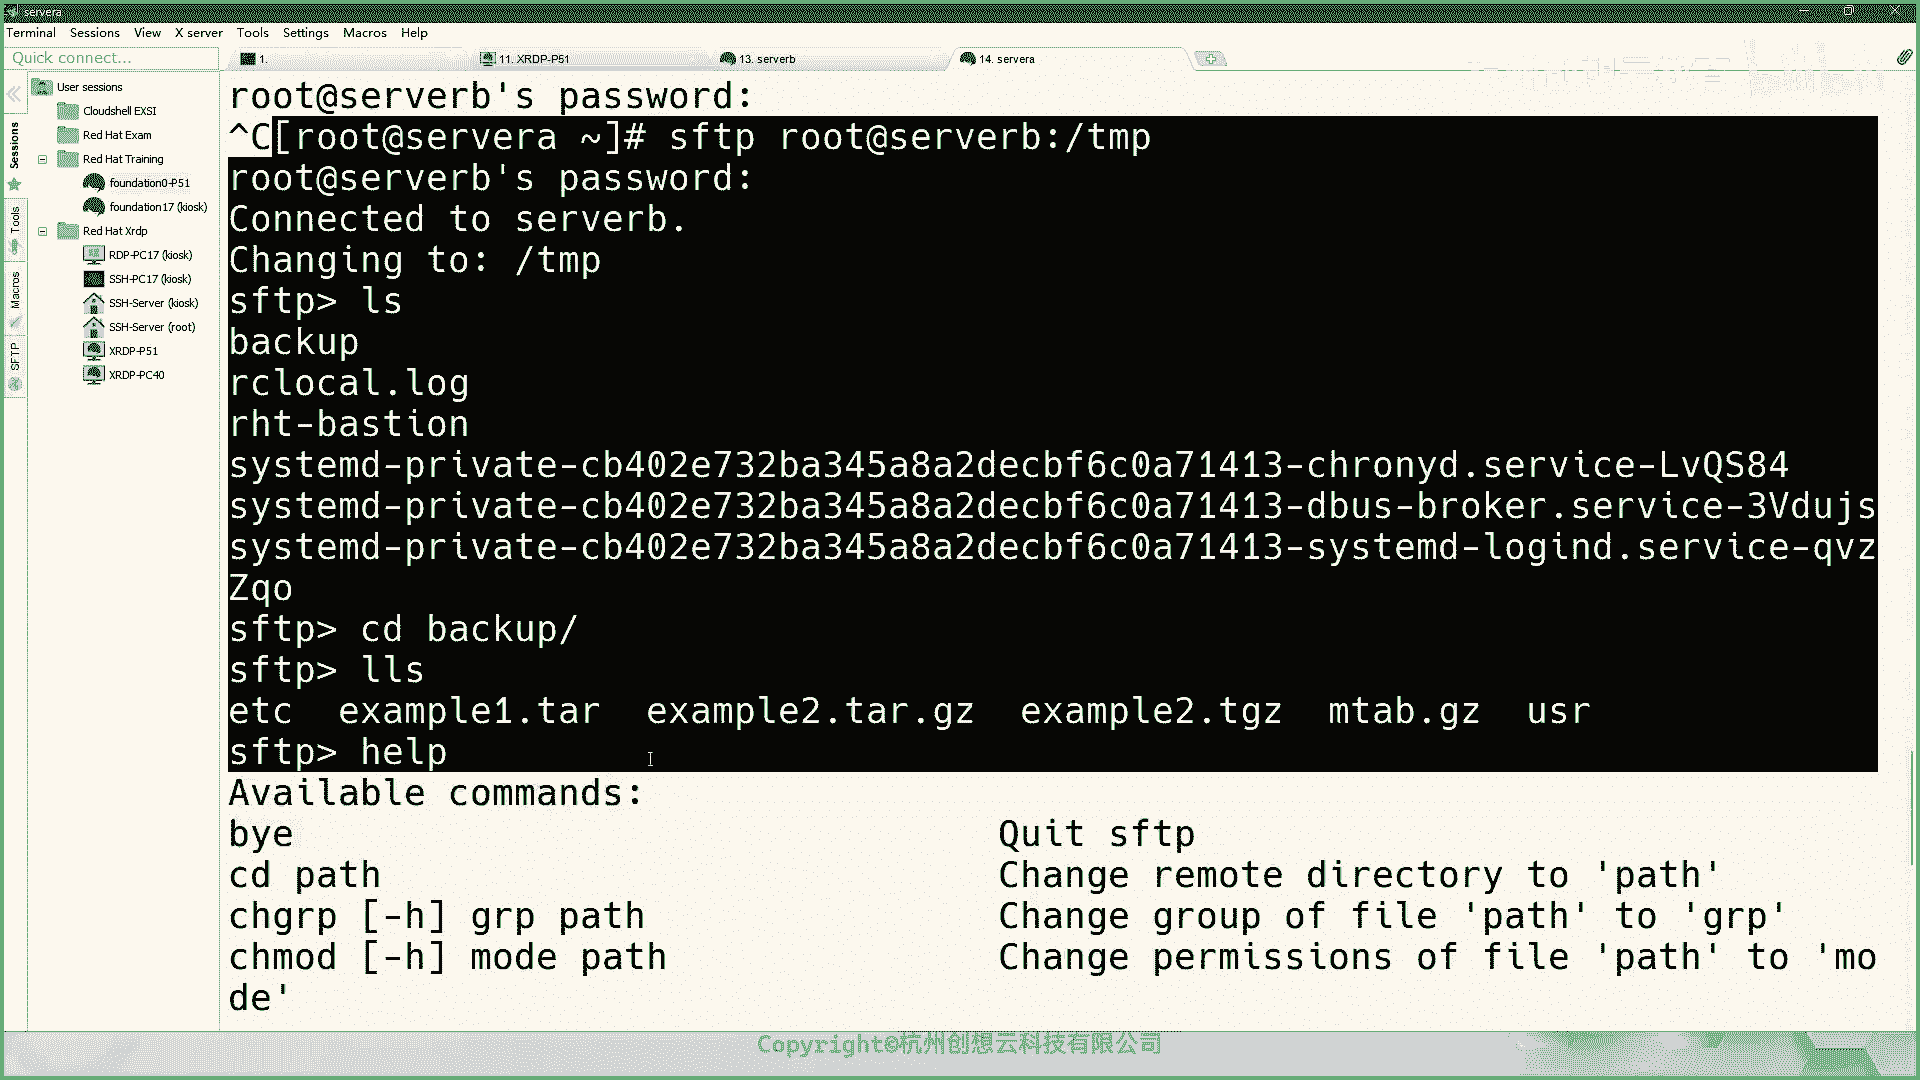 servera
Terminal Sessions View X server Tools Settings Macros Help
Quick connect...
1.
11. XRDP-P51
13. serverb
14. servera
User sessions
Cloudshell EXSI
Red Hat Exam
Red Hat Training
foundation0-P51
foundation17 (kiosk)
Red Hat Xrdp
RDP-PC17 (kiosk)
SSH-PC17 (kiosk)
SSH-Server (kiosk)
SSH-Server (root)
XRDP-P51
XRDP-PC40
Sessions
Tools
Macros
SFTP
root@serverb's password:
^C[root@servera ~]# sftp root@serverb:/tmp
root@serverb's password:
Connected to serverb.
Changing to: /tmp
sftp> ls
backup
rclocal.log
rht-bastion
systemd-private-cb402e732ba345a8a2decbf6c0a71413-chronyd.service-LvQS84
systemd-private-cb402e732ba345a8a2decbf6c0a71413-dbus-broker.service-3Vdujs
systemd-private-cb402e732ba345a8a2decbf6c0a71413-systemd-logind.service-qvz
Zqo
sftp> cd backup/
sftp> lls
etc example1.tar example2.tar.gz example2.tgz mtab.gz usr
sftp> help
Available commands:
bye Quit sftp
cd path Change remote directory to 'path'
chgrp [-h] grp path Change group of file 'path' to 'grp'
chmod [-h] mode path Change permissions of file 'path' to 'mo
de'
Copyright©杭州创想云科技有限公司